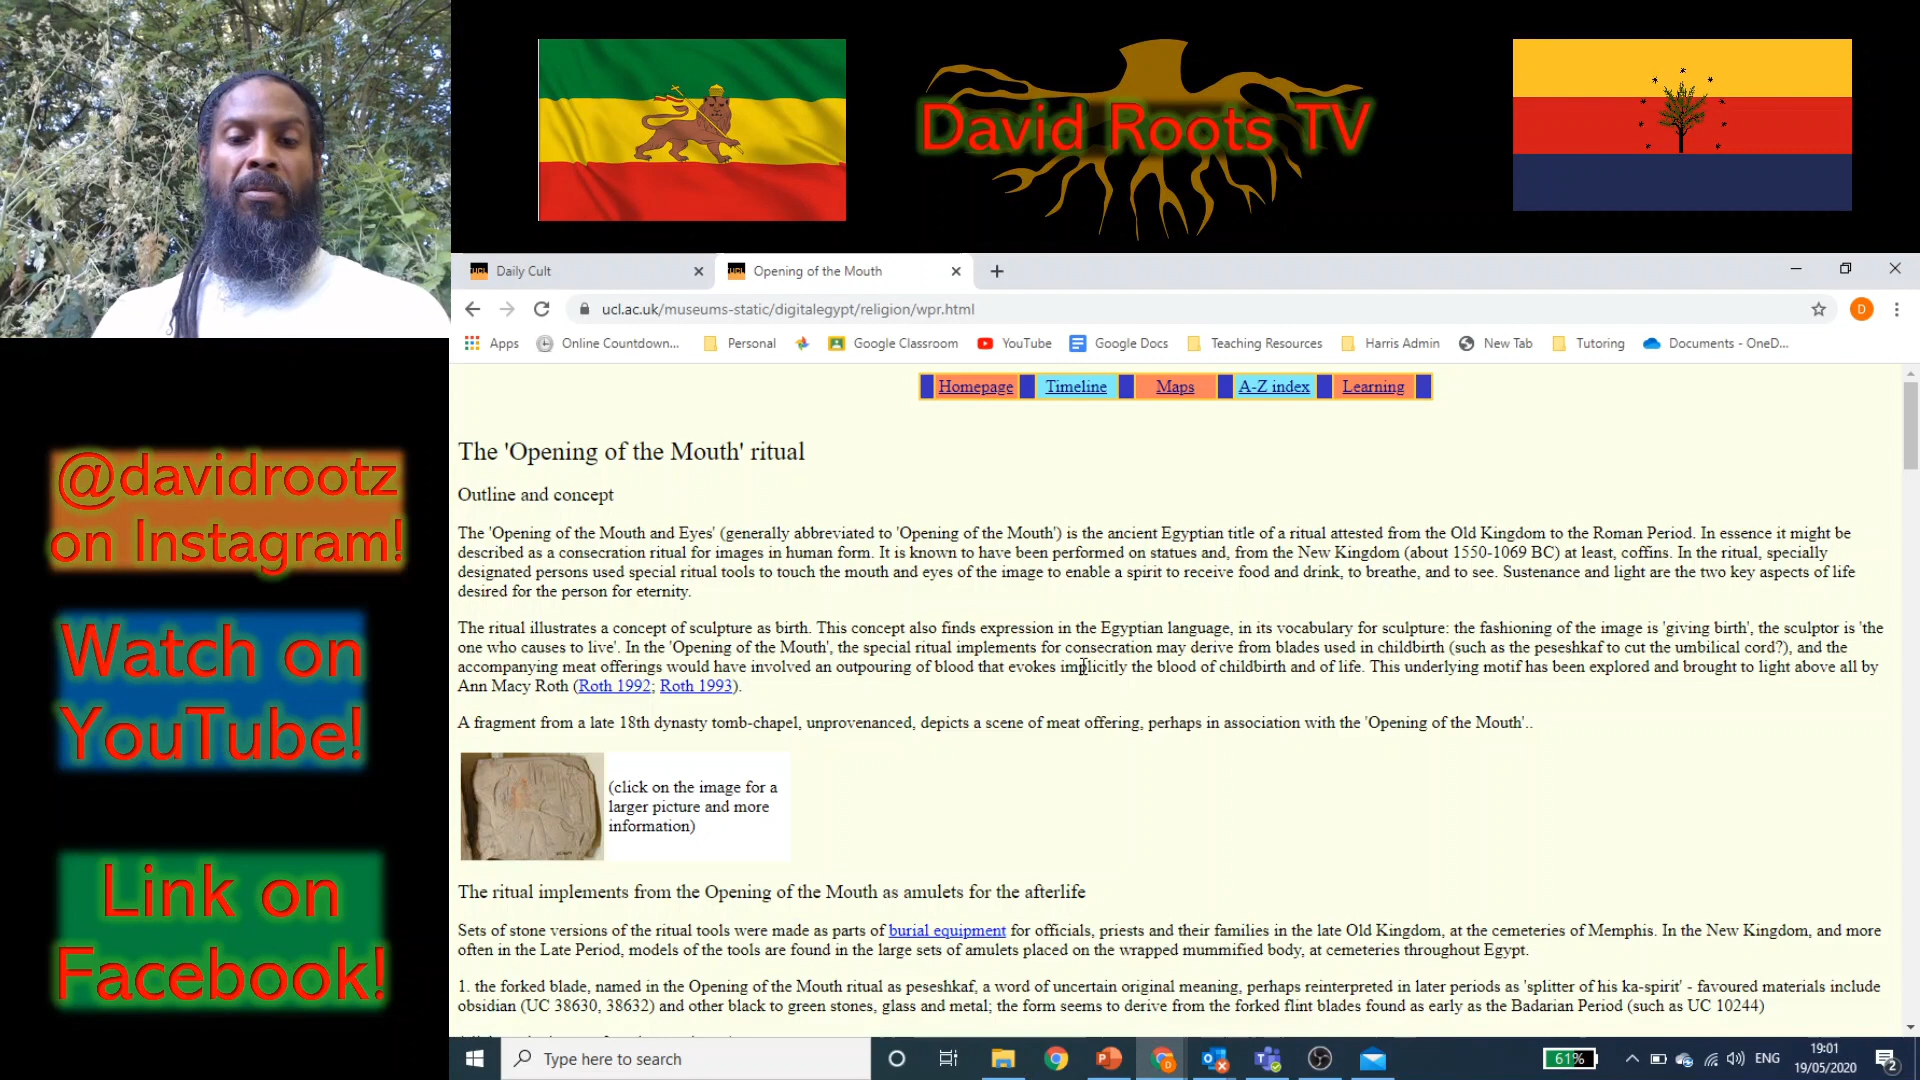 David Roots TV
@davidrootz
on Instagram!
Watch on
YouTube!
Link on
Facebook!
Daily Cult
Opening of the Mouth
ucl.ac.uk/museums-static/digitalegypt/religion/wpr.html
D
Apps
Online Countdown...
Personal
Google Classroom
YouTube
Google Docs
Teaching Resources
Harris Admin
New Tab
Tutoring
Documents - OneD...
Homepage
Timeline
Maps
A-Z index
Learning
The 'Opening of the Mouth' ritual
Outline and concept
The 'Opening of the Mouth and Eyes' (generally abbreviated to 'Opening of the Mouth') is the ancient Egyptian title of a ritual attested from the Old Kingdom to the Roman Period. In essence it might be
described as a consecration ritual for images in human form. It is known to have been performed on statues and, from the New Kingdom (about 1550-1069 BC) at least, coffins. In the ritual, specially
designated persons used special ritual tools to touch the mouth and eyes of the image to enable a spirit to receive food and drink, to breathe, and to see. Sustenance and light are the two key aspects of life
desired for the person for eternity.
The ritual illustrates a concept of sculpture as birth. This concept also finds expression in the Egyptian language, in its vocabulary for sculpture: the fashioning of the image is 'giving birth', the sculptor is 'the
one who causes to live'. In the 'Opening of the Mouth', the special ritual implements for consecration may derive from blades used in childbirth (such as the peseshkaf to cut the umbilical cord?), and the
accompanying meat offerings would have involved an outpouring of blood that evokes implicitly the blood of childbirth and of life. This underlying motif has been explored and brought to light above all by
Ann Macy Roth (Roth 1992; Roth 1993).
A fragment from a late 18th dynasty tomb-chapel, unprovenanced, depicts a scene of meat offering, perhaps in association with the 'Opening of the Mouth'..
(click on the image for a
larger picture and more
information)
The ritual implements from the Opening of the Mouth as amulets for the afterlife
Sets of stone versions of the ritual tools were made as parts of burial equipment for officials, priests and their families in the late Old Kingdom, at the cemeteries of Memphis. In the New Kingdom, and more
often in the Late Period, models of the tools are found in the large sets of amulets placed on the wrapped mummified body, at cemeteries throughout Egypt.
1. the forked blade, named in the Opening of the Mouth ritual as peseshkaf, a word of uncertain original meaning, perhaps reinterpreted in later periods as 'splitter of his ka-spirit' - favoured materials include
obsidian (UC 38630, 38632) and other black to green stones, glass and metal; the form seems to derive from the forked flint blades found as early as the Badarian Period (such as UC 10244)
Type here to search
61%
ENG
19:01
19/05/2020
2